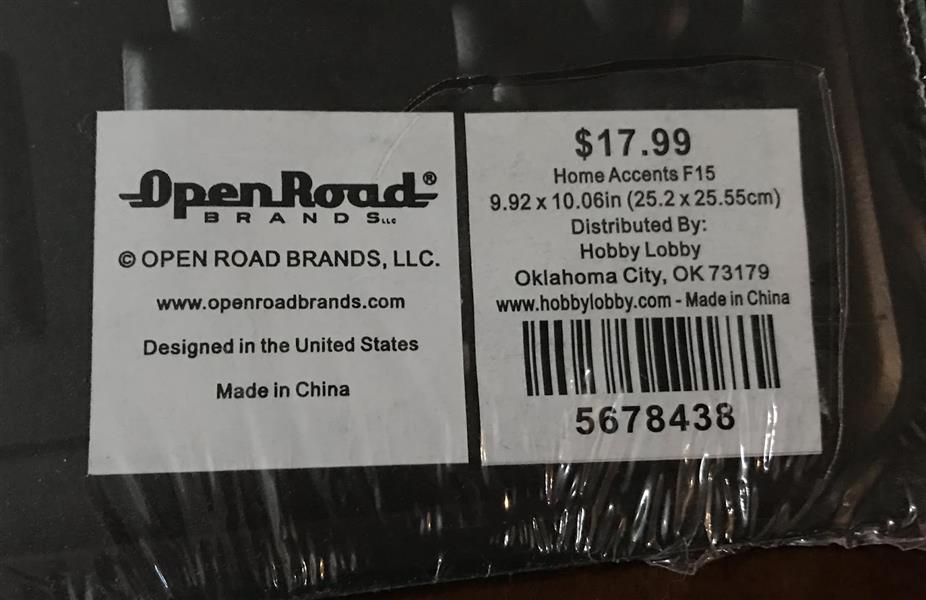 OpenRoad®
BRANDS LLC
© OPEN ROAD BRANDS, LLC.
www.openroadbrands.com
Designed in the United States
Made in China
$17.99
Home Accents F15
9.92 x 10.06in (25.2 x 25.55cm)
Distributed By:
Hobby Lobby
Oklahoma City, OK 73179
www.hobbylobby.com - Made in China
5678438